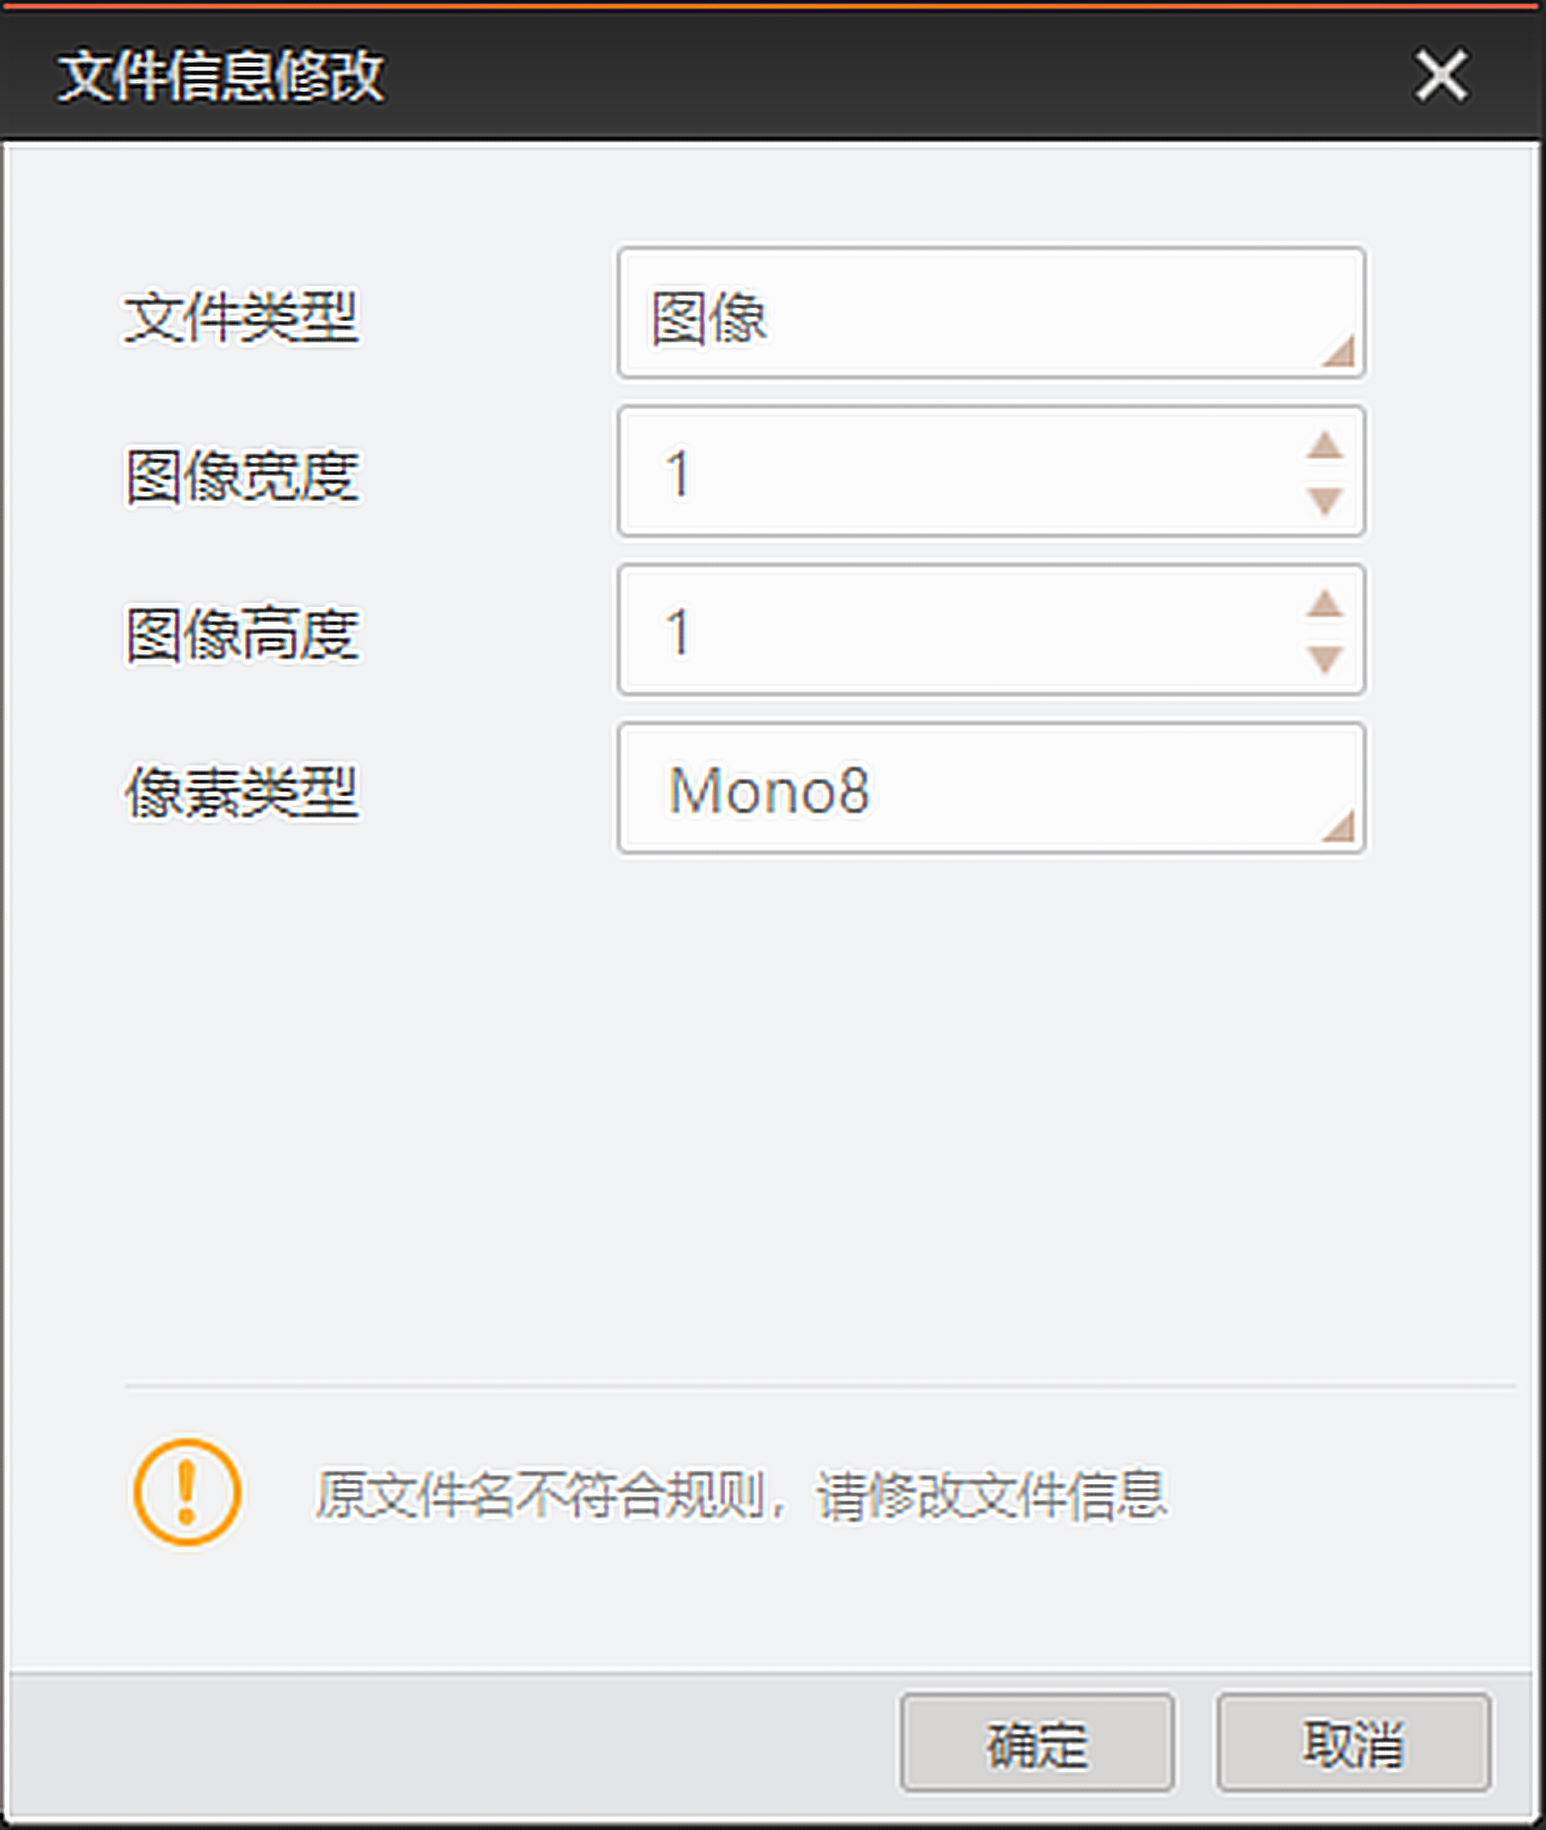 文件信息修改
文件类型 图像
图像宽度 1
图像高度 1
像素类型 Mono8
原文件名不符合规则，请修改文件信息
确定 取消